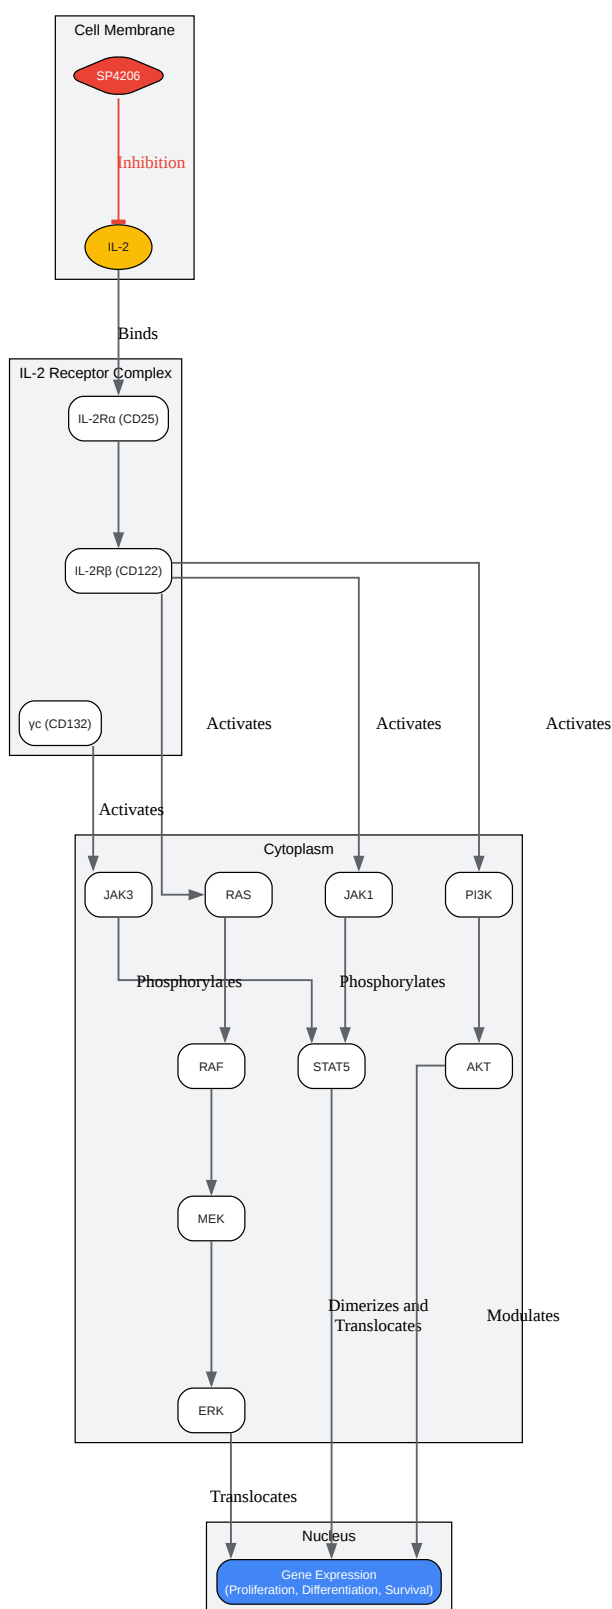 Cell Membrane
SP4206
Inhibition
IL-2
Binds
IL-2 Receptor Complex
IL-2Rα (CD25)
IL-2Rβ (CD122)
γc (CD132)
Activates
Activates
Activates
Activates
Cytoplasm
JAK3
RAS
JAK1
PI3K
Phosphorylates
Phosphorylates
RAF
STAT5
AKT
MEK
Dimerizes and
Translocates
Modulates
ERK
Translocates
Nucleus
Gene Expression
(Proliferation, Differentiation, Survival)